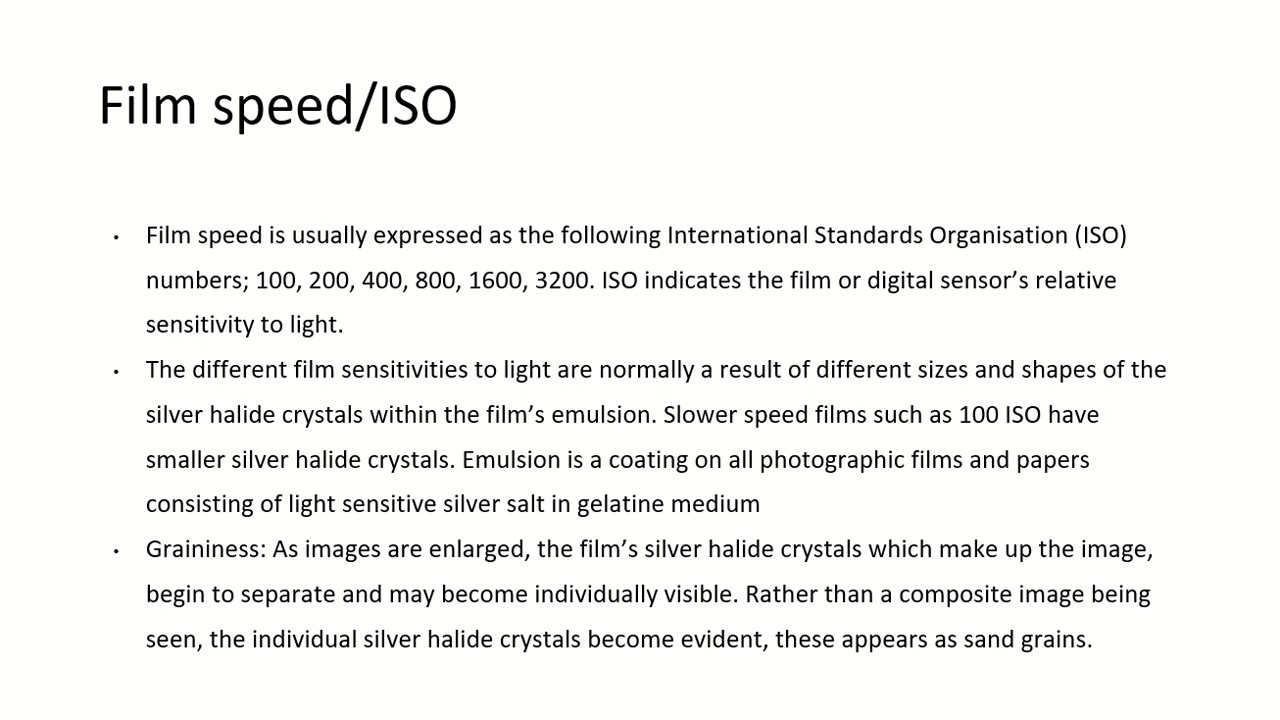 Film speed/ISO
• Film speed is usually expressed as the following International Standards Organisation (ISO)
numbers; 100, 200, 400, 800, 1600, 3200. ISO indicates the film or digital sensor’s relative
sensitivity to light.
• The different film sensitivities to light are normally a result of different sizes and shapes of the
silver halide crystals within the film’s emulsion. Slower speed films such as 100 ISO have
smaller silver halide crystals. Emulsion is a coating on all photographic films and papers
consisting of light sensitive silver salt in gelatine medium
• Graininess: As images are enlarged, the film’s silver halide crystals which make up the image,
begin to separate and may become individually visible. Rather than a composite image being
seen, the individual silver halide crystals become evident, these appears as sand grains.